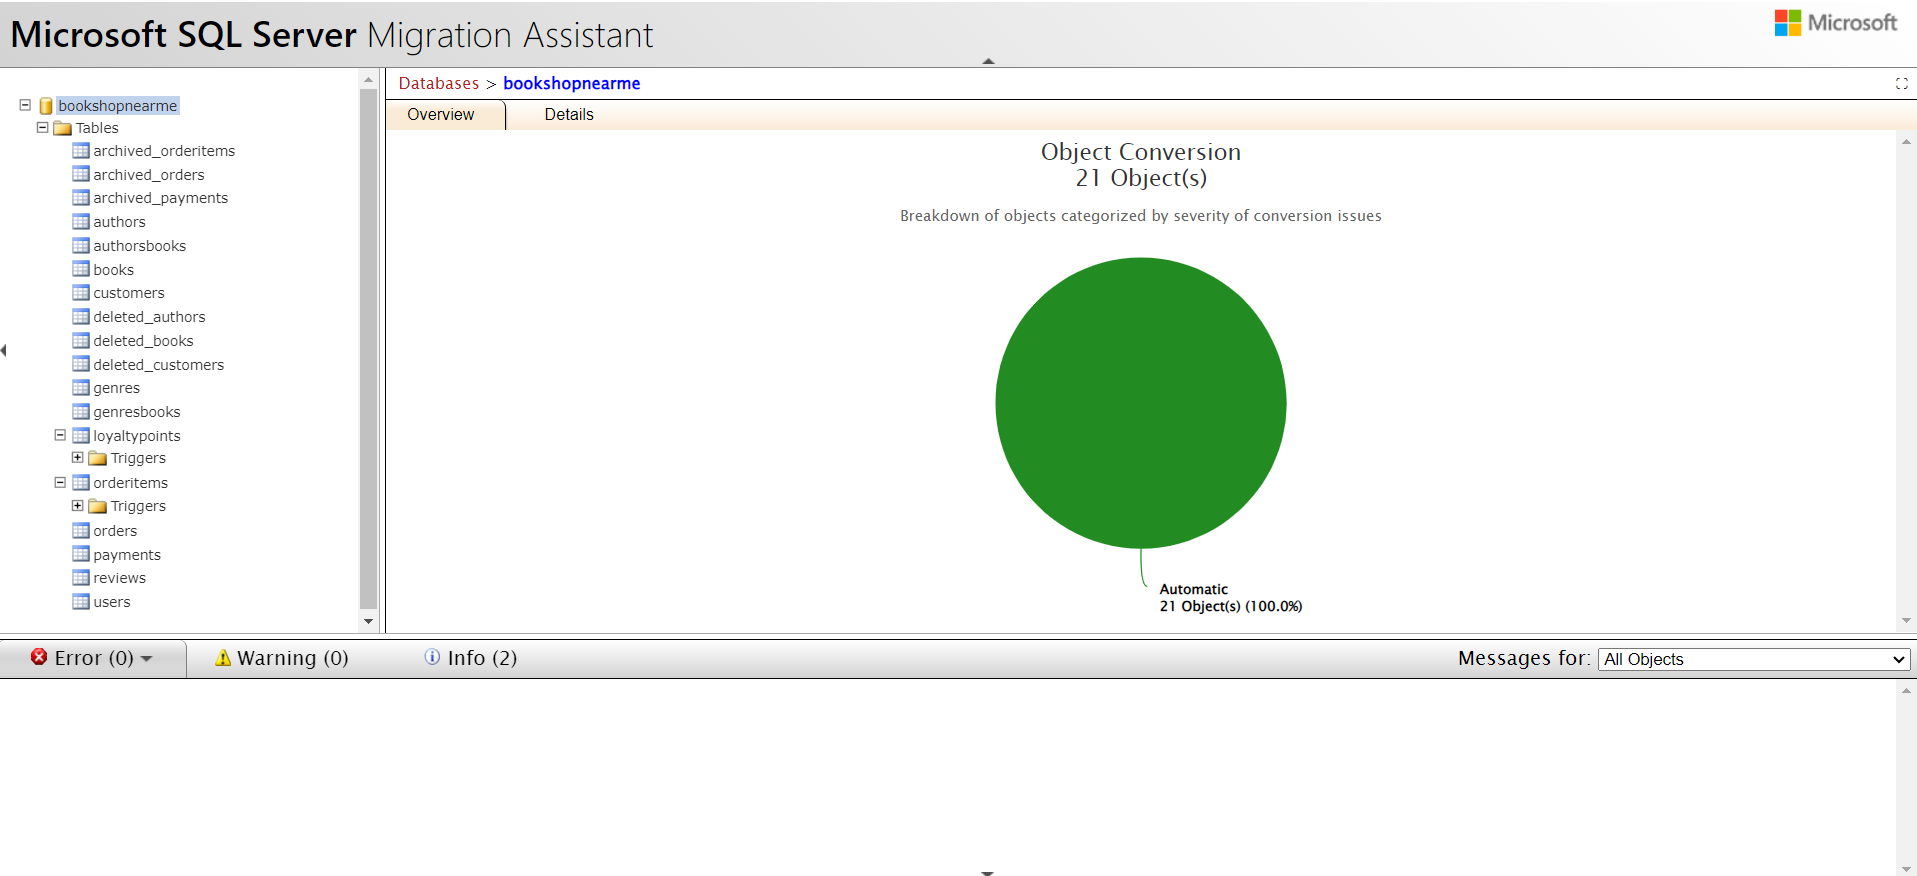 Microsoft SQL Server Migration Assistant
Microsoft
bookshopnearme
Tables
archived_orderitems
archived_orders
archived_payments
authors
authorsbooks
books
customers
deleted_authors
deleted_books
deleted_customers
genres
genresbooks
loyaltypoints
Triggers
orderitems
Triggers
orders
payments
reviews
users
Databases > bookshopnearme
Overview Details
Object Conversion
21 Object(s)
Breakdown of objects categorized by severity of conversion issues
Automatic
21 Object(s) (100.0%)
Error (0) Warning (0) Info (2) Messages for: All Objects